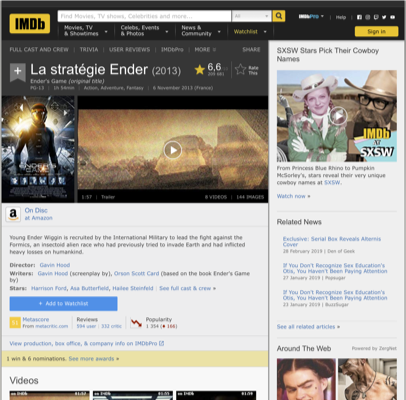 IMDb
Find Movies, TV shows, Celebrities and more...
All
IMDbPro
Help
Movies, TV & Showtimes
Celebs, Events & Photos
News & Community
Watchlist
Sign in
FULL CAST AND CREW | TRIVIA | USER REVIEWS | IMDbPro | MORE
SHARE
La stratégie Ender (2013)
Ender's Game (original title)
PG-13 | 1h 54min | Action, Adventure, Fantasy | 6 November 2013 (France)
6,6
Rate This
1:57 | Trailer
6 VIDEOS | 144 IMAGES
On Disc
at Amazon
Young Ender Wiggin is recruited by the International Military to lead the fight against the
Formics, an insectoid alien race who had previously tried to invade Earth and had inflicted
heavy losses on humankind.
Director: Gavin Hood
Writers: Gavin Hood (screenplay by), Orson Scott Card (based on the book Ender's Game
by)
Stars: Harrison Ford, Asa Butterfield, Hailee Steinfeld | See full cast & crew »
+ Add to Watchlist
Metascore
From metacritic.com
Reviews
594 user | 332 critic
Popularity
1 354
View production, box office, & company info on IMDbPro
1 win & 6 nominations. See more awards »
Videos
SXSW Stars Pick Their Cowboy
Names
IMDb
at
SXSW
From Princess Blue Rhino to Pumpkin
McSorley's, stars reveal their very unique
cowboy names at SXSW.
Watch now »
Related News
Exclusive: Serial Box Reveals Alternis
Cover
28 February 2019 | Den of Geek
If You Don't Recognize Sex Education's
Otis, You Haven't Been Paying Attention
27 January 2019 | Popsugar
If You Don't Recognize Sex Education's
Otis, You Haven't Been Paying Attention
23 January 2019 | BuzzSugar
See all related articles »
Around The Web
Powered by ZergNet